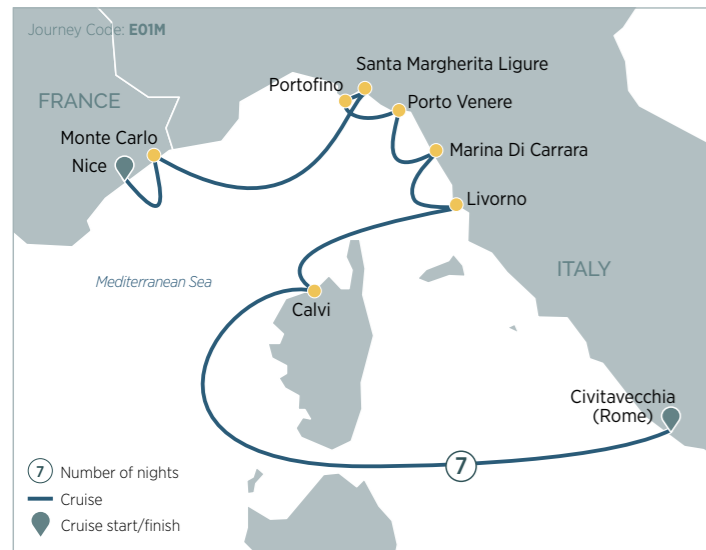 Journey Code: E01M
Santa Margherita Ligure
Portofino
FRANCE
Porto Venere
Monte Carlo
Marina Di Carrara
Nice
Livorno
ITALY
Mediterranean Sea
Calvi
Civitavecchia
(Rome)
7
7 Number of nights
Cruise
Cruise start/finish